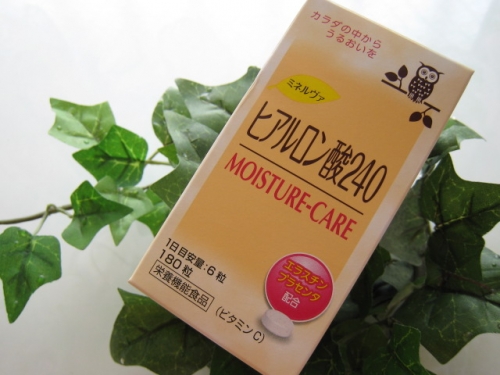 カラダの中から
うるおいを
ミネルヴァ
ヒアルロン酸240
MOISTURE-CARE
1日目安量:6粒
180粒
栄養機能食品
(ビタミンC)
エラスチン
プラセンタ
配合